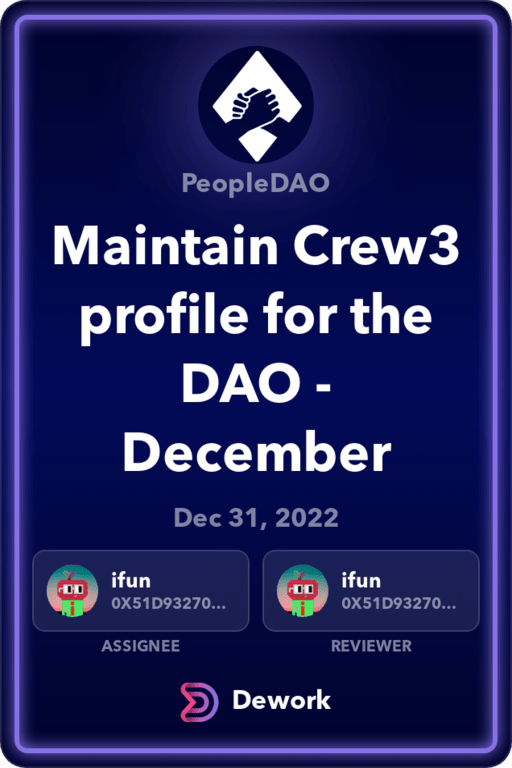 PeopleDAO
Maintain Crew3
profile for the
DAO -
December
Dec 31, 2022
ifun
0X51D93270...
ASSIGNEE
ifun
0X51D93270...
REVIEWER
Dework